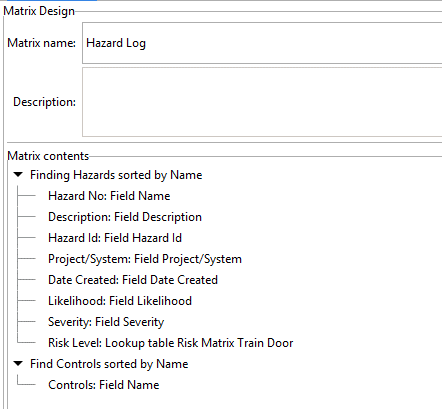 Matrix Design
Matrix name: Hazard Log
Description:
Matrix contents
Finding Hazards sorted by Name
Hazard No: Field Name
Description: Field Description
Hazard Id: Field Hazard Id
Project/System: Field Project/System
Date Created: Field Date Created
Likelihood: Field Likelihood
Severity: Field Severity
Risk Level: Lookup table Risk Matrix Train Door
Find Controls sorted by Name
Controls: Field Name